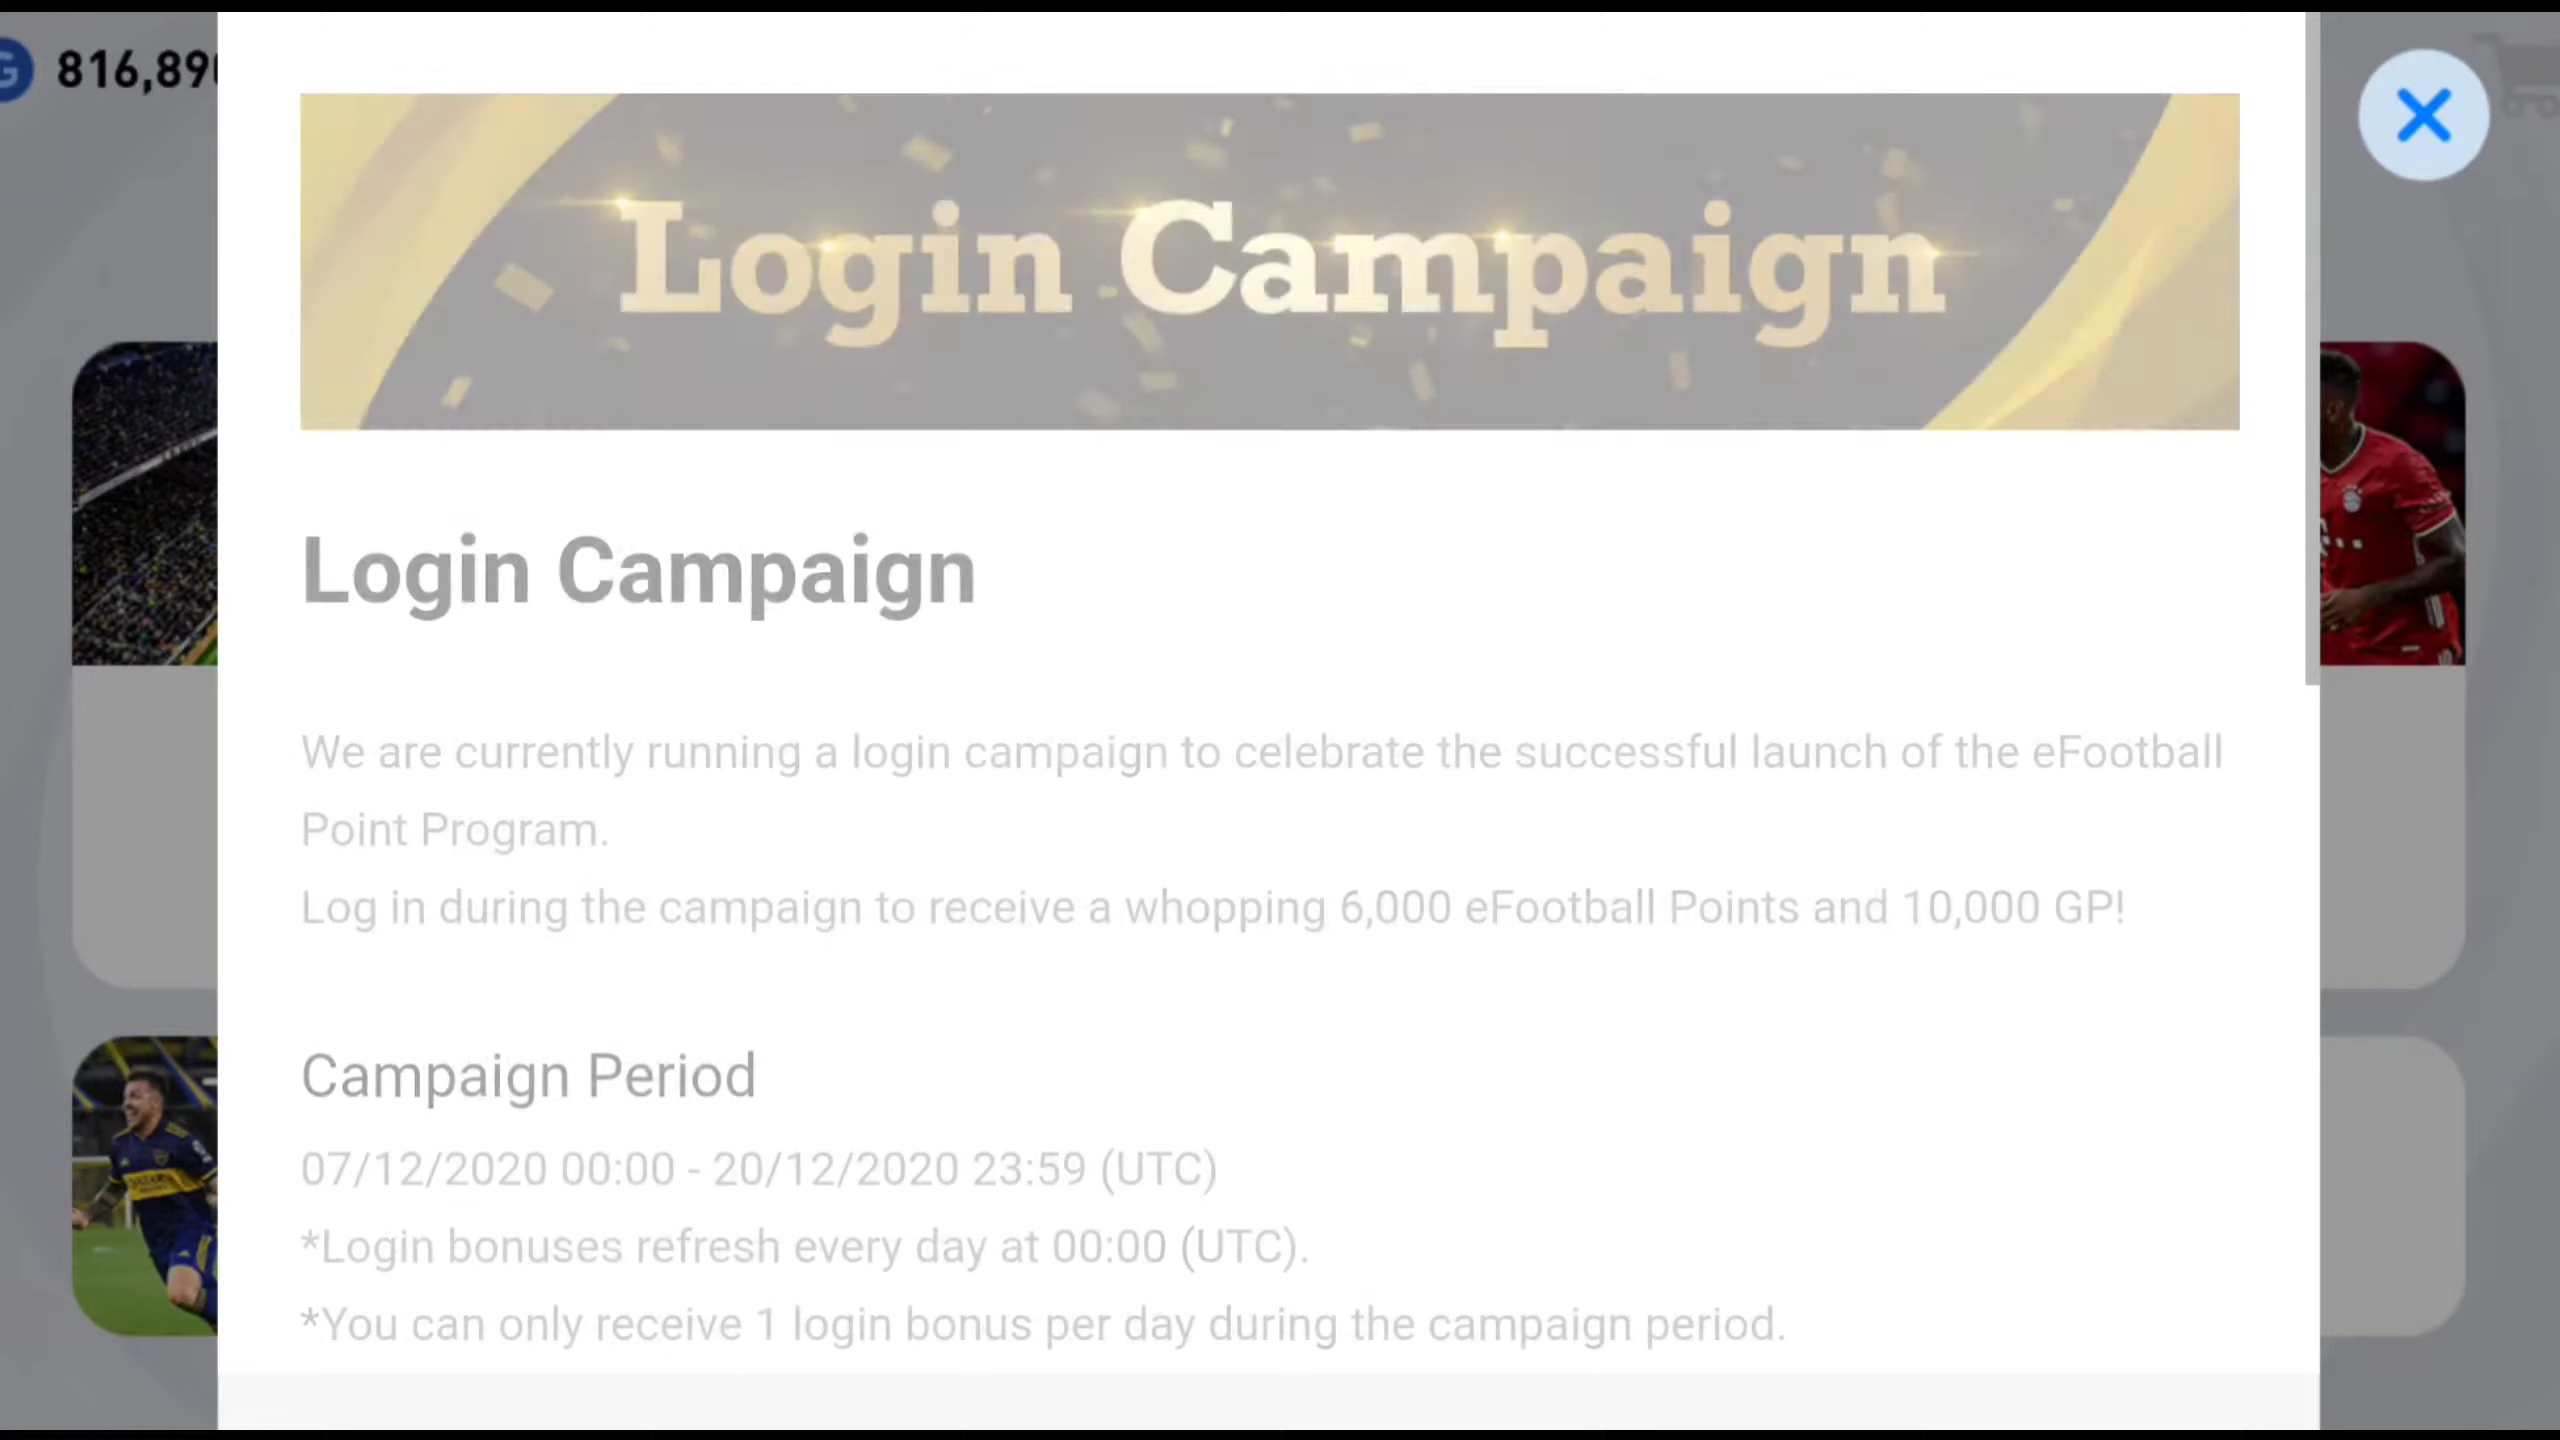 G 816,890
Login Campaign
Login Campaign
We are currently running a login campaign to celebrate the successful launch of the eFootball
Point Program.
Log in during the campaign to receive a whopping 6,000 eFootball Points and 10,000 GP!
Campaign Period
07/12/2020 00:00 - 20/12/2020 23:59 (UTC)
*Login bonuses refresh every day at 00:00 (UTC).
*You can only receive 1 login bonus per day during the campaign period.